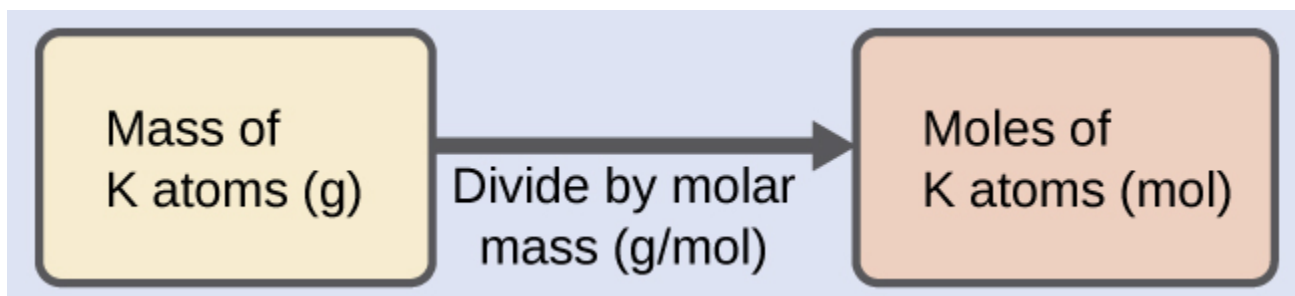 Mass of
K atoms (g)
Divide by molar
mass (g/mol)
Moles of
K atoms (mol)